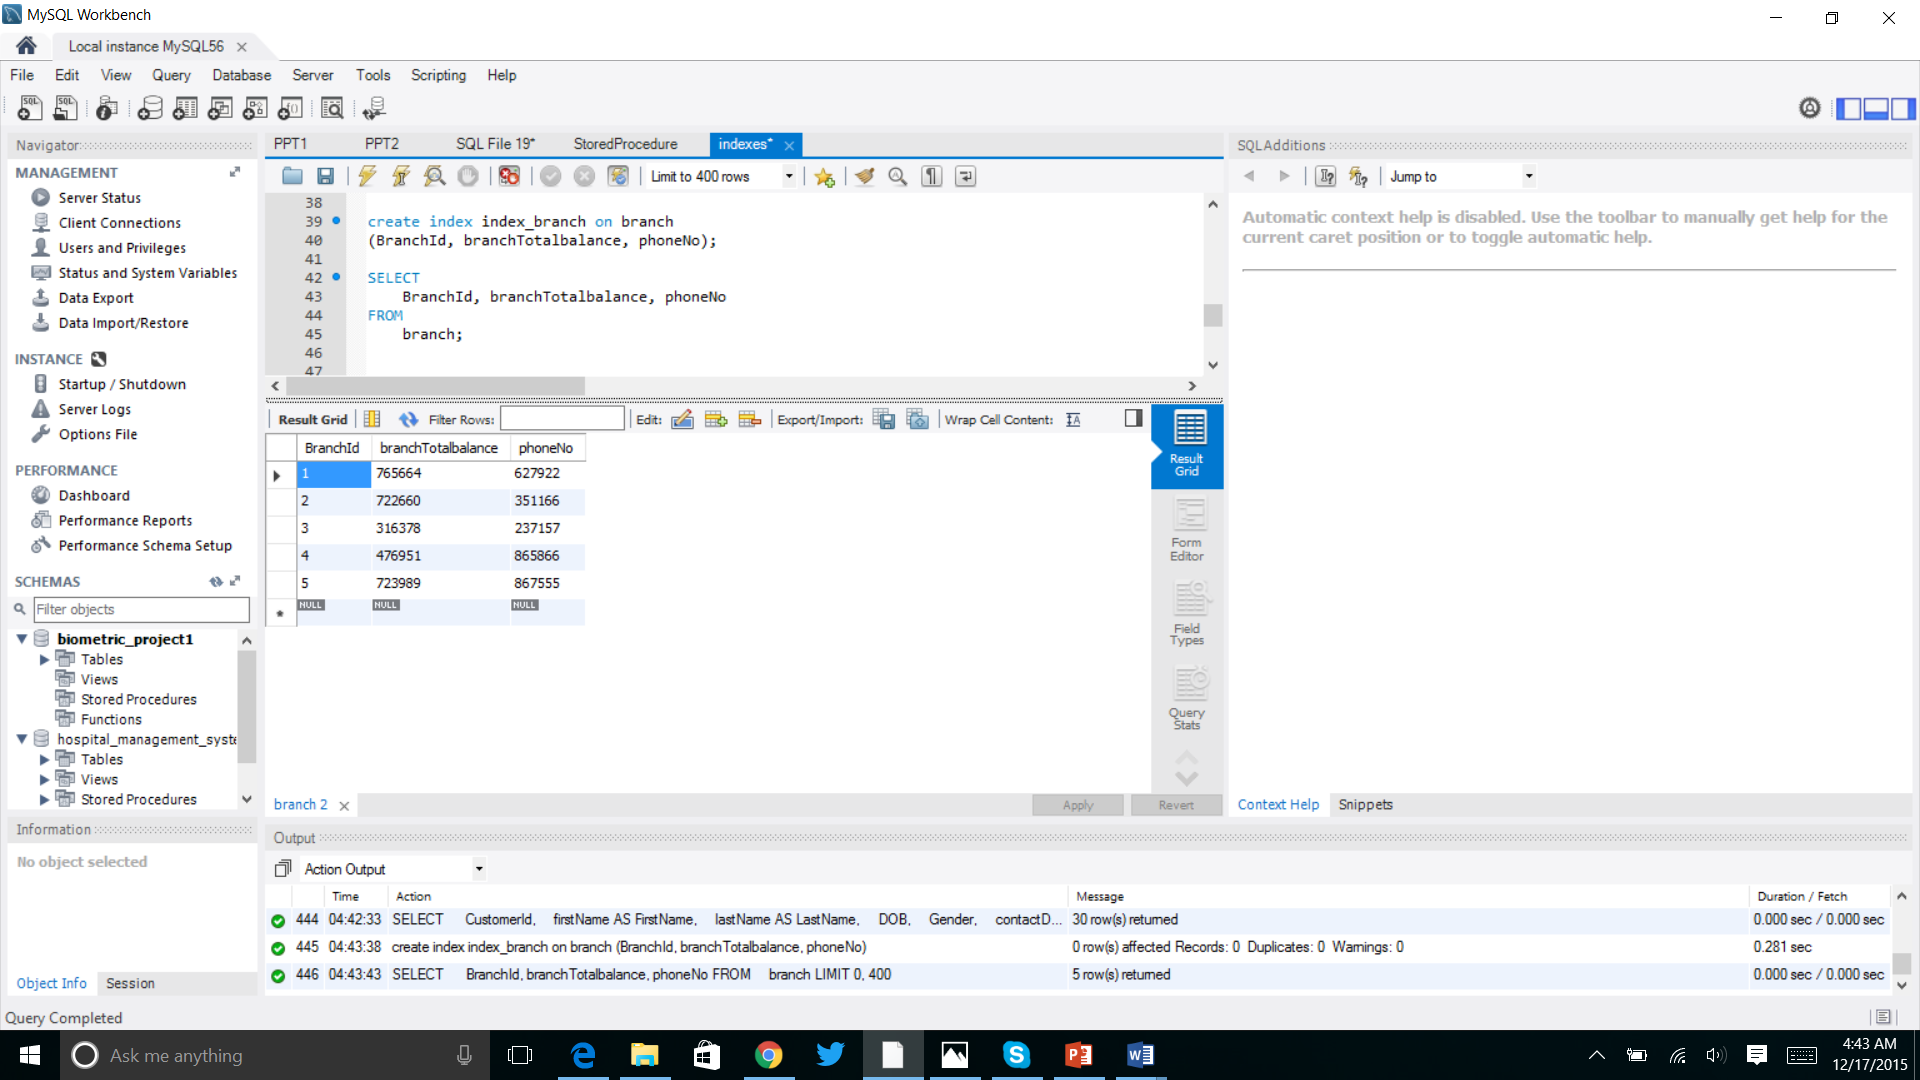 MySQL Workbench
Local instance MySQL56
File Edit View Query Database Server Tools Scripting Help
Navigator
MANAGEMENT
Server Status
Client Connections
Users and Privileges
Status and System Variables
Data Export
Data Import/Restore
INSTANCE
Startup / Shutdown
Server Logs
Options File
PERFORMANCE
Dashboard
Performance Reports
Performance Schema Setup
SCHEMAS
Filter objects
biometric_project1
Tables
Views
Stored Procedures
Functions
hospital_management_syste
Tables
Views
Stored Procedures
Information
No object selected
Object Info Session
PPT1 PPT2 SQL File 19* StoredProcedure indexes*
Limit to 400 rows
38
39 create index index_branch on branch
40 (BranchId, branchTotalbalance, phoneNo);
41
42 SELECT
43 BranchId, branchTotalbalance, phoneNo
44 FROM
45 branch;
46
47
Result Grid Filter Rows: Edit: Export/Import: Wrap Cell Content:
BranchId branchTotalbalance phoneNo
1 765664 627922
2 722660 351166
3 316378 237157
4 476951 865866
5 723989 867555
NULL NULL NULL
Result Grid
Form Editor
Field Types
Query Stats
branch 2 Apply Revert
SQLAdditions
Jump to
Automatic context help is disabled. Use the toolbar to manually get help for the
current caret position or to toggle automatic help.
Context Help Snippets
Output
Action Output
Time Action Message Duration / Fetch
444 04:42:33 SELECT CustomerId, firstName AS FirstName, lastName AS LastName, DOB, Gender, contactD... 30 row(s) returned 0.000 sec / 0.000 sec
445 04:43:38 create index index_branch on branch (BranchId, branchTotalbalance, phoneNo) 0 row(s) affected Records: 0 Duplicates: 0 Warnings: 0 0.281 sec
446 04:43:43 SELECT BranchId, branchTotalbalance, phoneNo FROM branch LIMIT 0, 400 5 row(s) returned 0.000 sec / 0.000 sec
Query Completed
Ask me anything
4:43 AM
12/17/2015